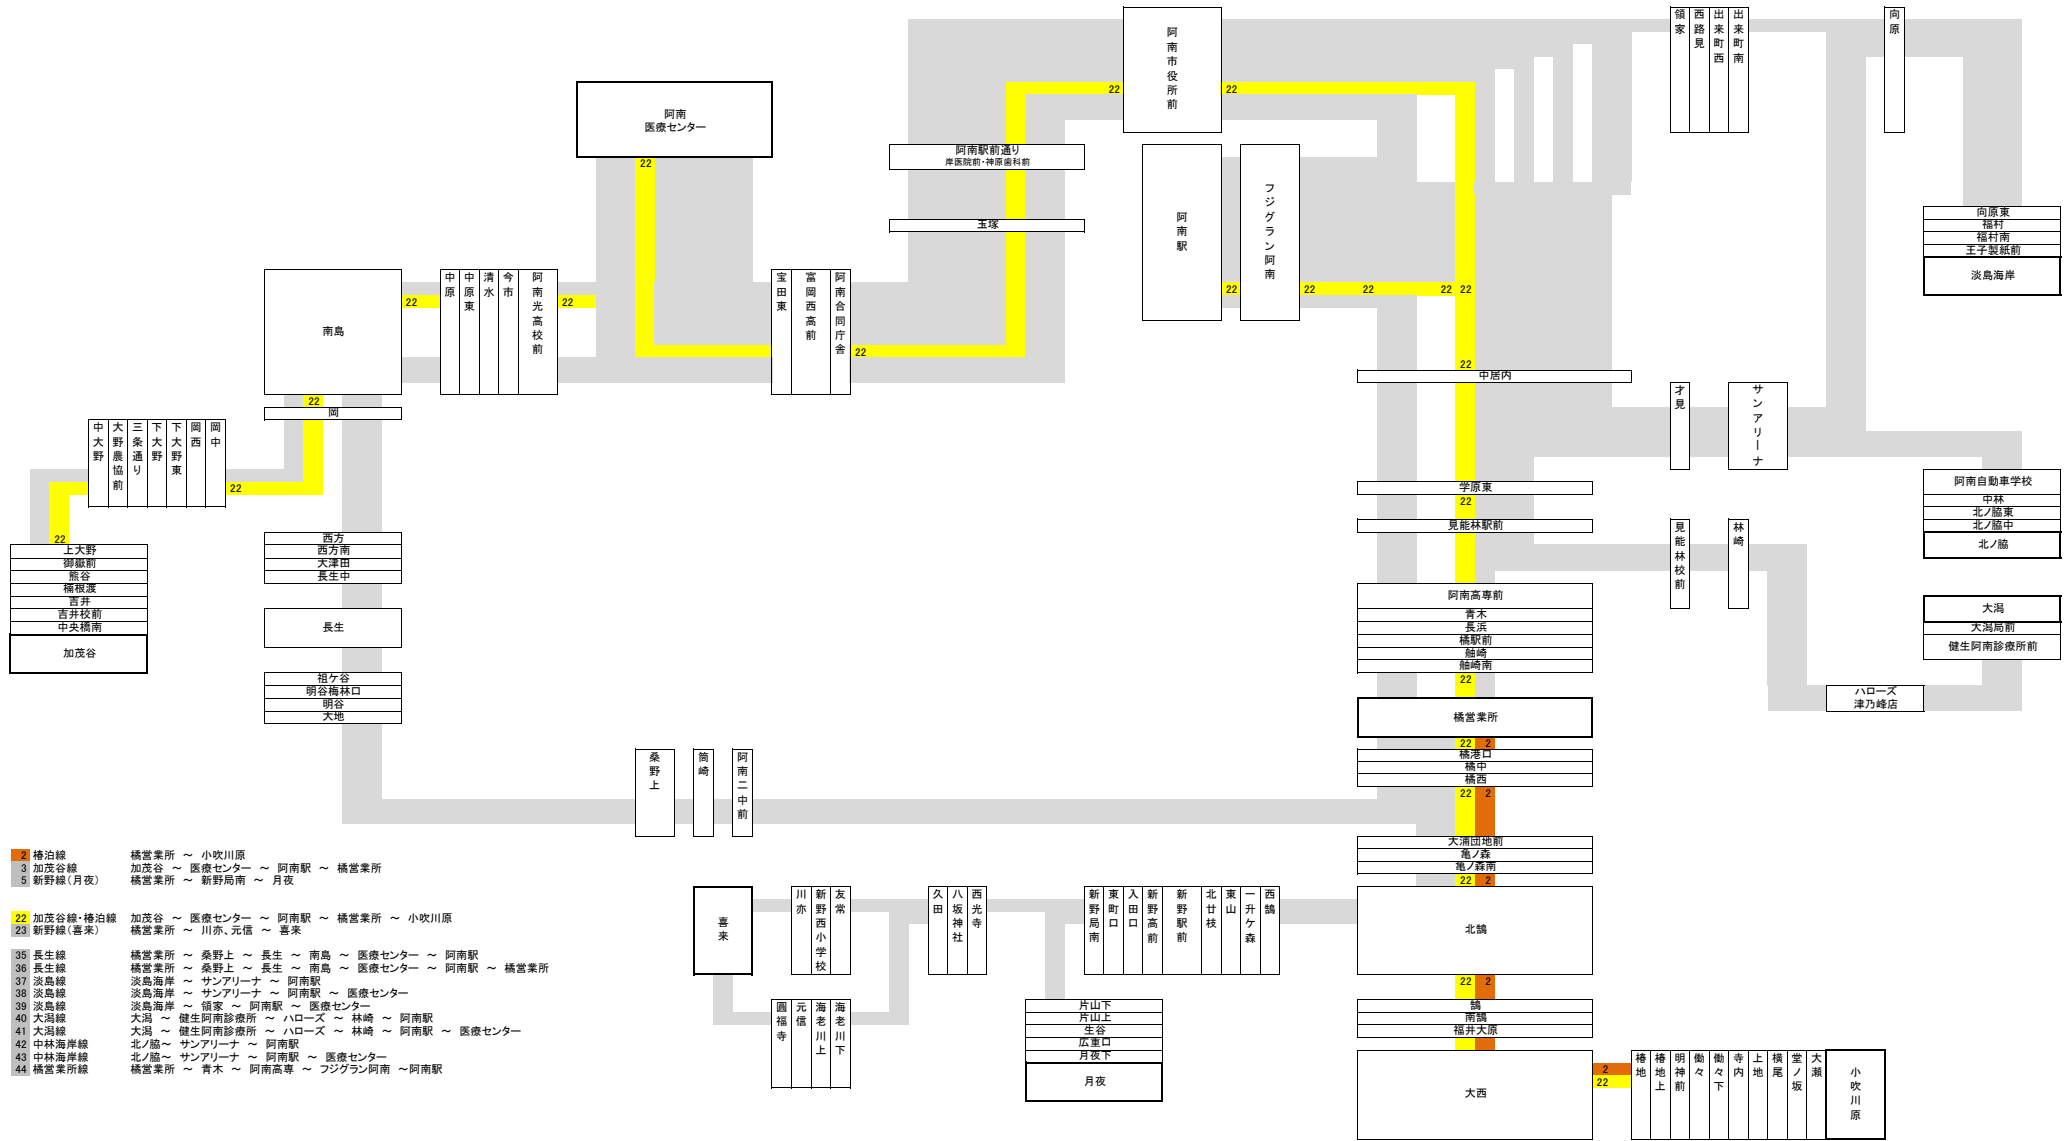 領家
西路見
出来町西
出来町南
向原
阿南市役所前
22
22
阿南
医療センター
22
阿南駅前通り
岸医院前・神原歯科前
玉塚
阿南駅
フジグラン阿南
向原東
福村
福村南
王子製紙前
淡島海岸
南島
22
中原
中原東
清水
今市
阿南光高校前
22
宝田東
富岡西高前
阿南合同庁舎
22
22
22
22
22
22
22
中居内
才見
サンアリーナ
22
岡
中大野
大野農協前
三条通り
下大野
下大野東
岡西
岡中
22
22
上大野
御嶽前
熊谷
楠根渡
吉井
吉井校前
中央橋南
加茂谷
西方
西方南
大津田
長生中
長生
祖ケ谷
明谷梅林口
明谷
大地
学原東
22
見能林駅前
見能林校前
林崎
阿南自動車学校
中林
北ノ脇東
北ノ脇中
北ノ脇
大潟
大潟局前
健生阿南診療所前
ハローズ
津乃峰店
阿南高専前
青木
長浜
橘駅前
舳崎
舳崎南
22
橘営業所
22 2
橘港口
橘中
橘西
22 2
桑野上
筒崎
阿南二中前
大浦団地前
亀ノ森
亀ノ森南
22 2
北鵠
喜来
川亦
新野西小学校
友常
久田
八坂神社
西光寺
新野局南
東町口
入田口
新野高前
新野駅前
北廿枝
東山
一升ケ森
西鵠
圓福寺
元信
海老川上
海老川下
片山下
片山上
生谷
広重口
月夜下
月夜
22 2
鵠
南鵠
福井大原
大西
2
22
椿地
椿地上
明神前
働々
働々下
寺内
上地
横尾
堂ノ坂
大瀬
小吹川原
2 椿泊線 橘営業所 ～ 小吹川原
3 加茂谷線 加茂谷 ～ 医療センター ～ 阿南駅 ～ 橘営業所
5 新野線(月夜) 橘営業所 ～ 新野局南 ～ 月夜
22 加茂谷線・椿泊線 加茂谷 ～ 医療センター ～ 阿南駅 ～ 橘営業所 ～ 小吹川原
23 新野線(喜来) 橘営業所 ～ 川亦、元信 ～ 喜来
35 長生線 橘営業所 ～ 桑野上 ～ 長生 ～ 南島 ～ 医療センター ～ 阿南駅
36 長生線 橘営業所 ～ 桑野上 ～ 長生 ～ 南島 ～ 医療センター ～ 阿南駅 ～ 橘営業所
37 淡島線 淡島海岸 ～ サンアリーナ ～ 阿南駅
38 淡島線 淡島海岸 ～ サンアリーナ ～ 阿南駅 ～ 医療センター
39 淡島線 淡島海岸 ～ 領家 ～ 阿南駅 ～ 医療センター
40 大潟線 大潟 ～ 健生阿南診療所 ～ ハローズ ～ 林崎 ～ 阿南駅
41 大潟線 大潟 ～ 健生阿南診療所 ～ ハローズ ～ 林崎 ～ 阿南駅 ～ 医療センター
42 中林海岸線 北ノ脇～ サンアリーナ ～ 阿南駅
43 中林海岸線 北ノ脇～ サンアリーナ ～ 阿南駅 ～ 医療センター
44 橘営業所線 橘営業所 ～ 青木 ～ 阿南高専 ～ フジグラン阿南 ～阿南駅